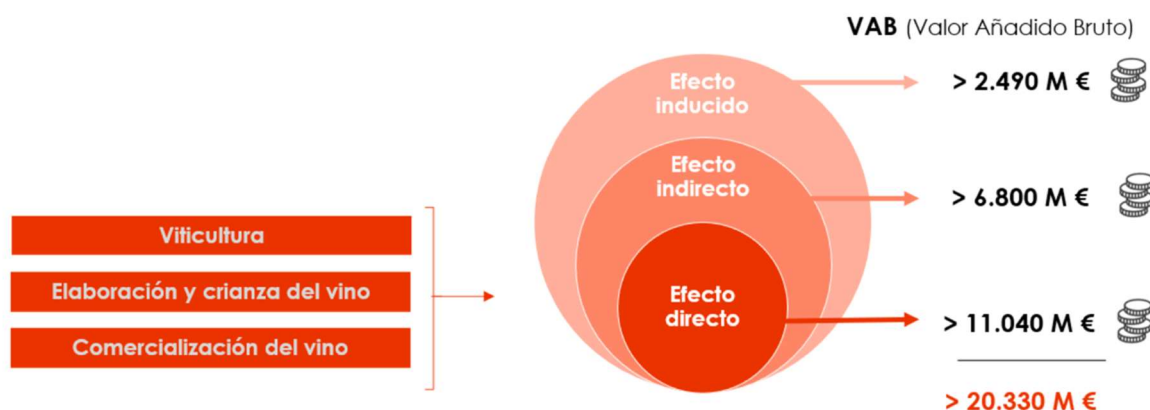 VAB (Valor Añadido Bruto)
Efecto
inducido
> 2.490 M €
Efecto
indirecto
> 6.800 M €
Viticultura
Elaboración y crianza del vino
Comercialización del vino
Efecto
directo
> 11.040 M €
> 20.330 M €